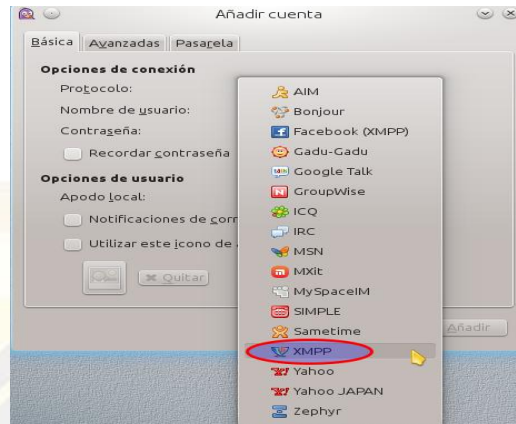 Añadir cuenta
Básica Avanzadas Pasarela
Opciones de conexión
Protocolo:
Nombre de usuario:
Contraseña:
Recordar contraseña
Opciones de usuario
Apodo local:
Notificaciones de corr
Utilizar este icono de
Quitar
Añadir
AIM
Bonjour
Facebook (XMPP)
Gadu-Gadu
Google Talk
GroupWise
ICQ
IRC
MSN
MXit
MySpaceIM
SIMPLE
Sametime
XMPP
Yahoo
Yahoo JAPAN
Zephyr